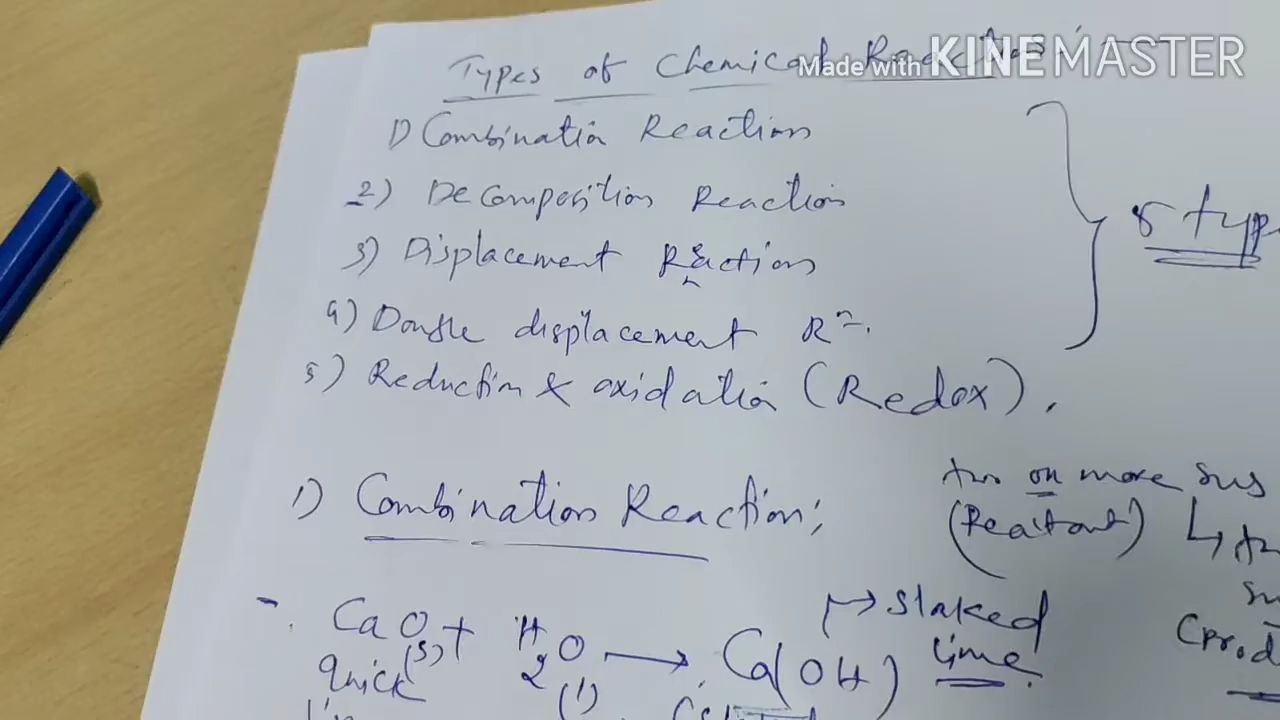 Types of Chemical Reactions:-
Made with KINEMASTER
1) Combination Reaction
2) Decomposition Reaction
3) Displacement Reaction
4) Double displacement R
5) Reduction & oxidation (Redox).
5 typ
1) Combination Reaction;
two or more sus
(Reactant)
CaO(s) + H2O(l) → Ca(OH)
→ slaked lime.
quick
(prod